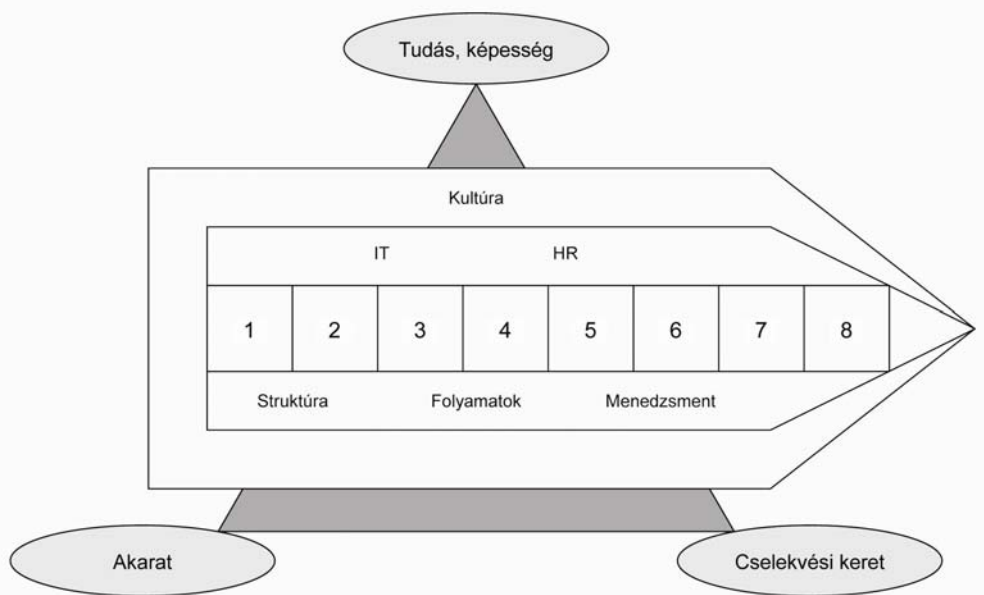 Tudás, képesség
Kultúra
IT HR
1 2 3 4 5 6 7 8
Struktúra Folyamatok Menedzsment
Akarat Cselekvési keret